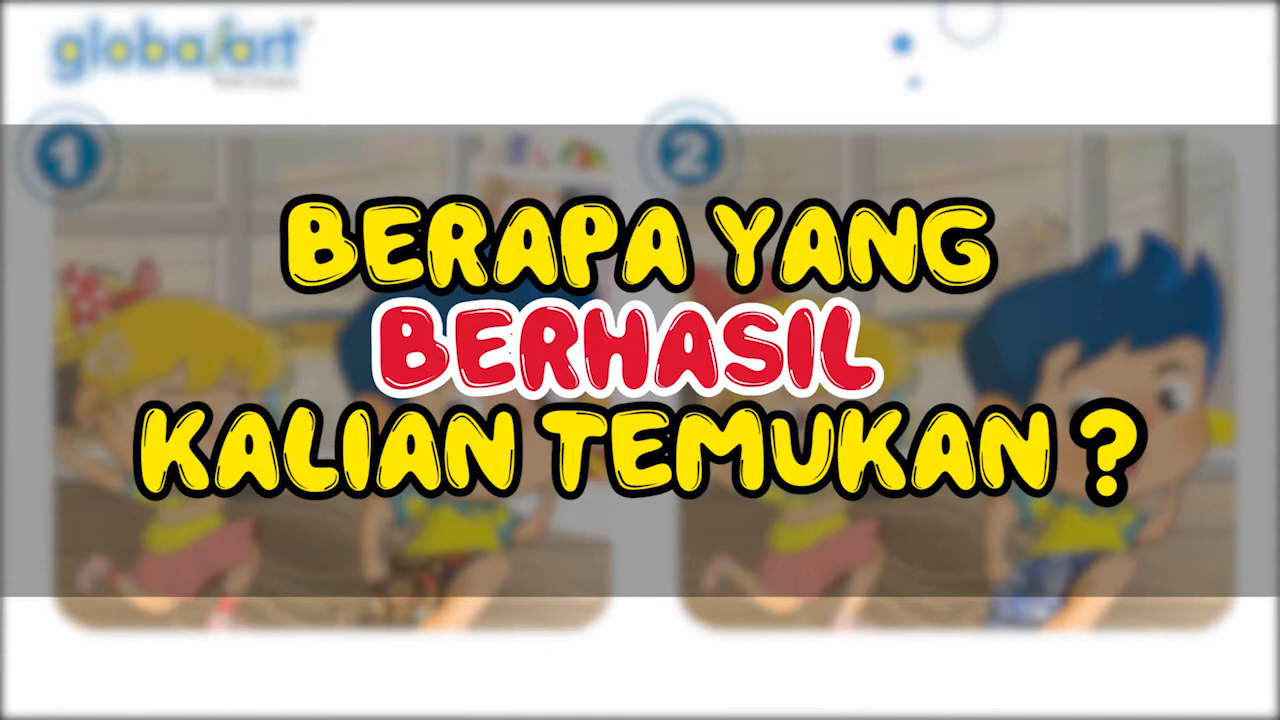 globalart
1
2
BERAPA YANG
BERHASIL
KALIAN TEMUKAN ?